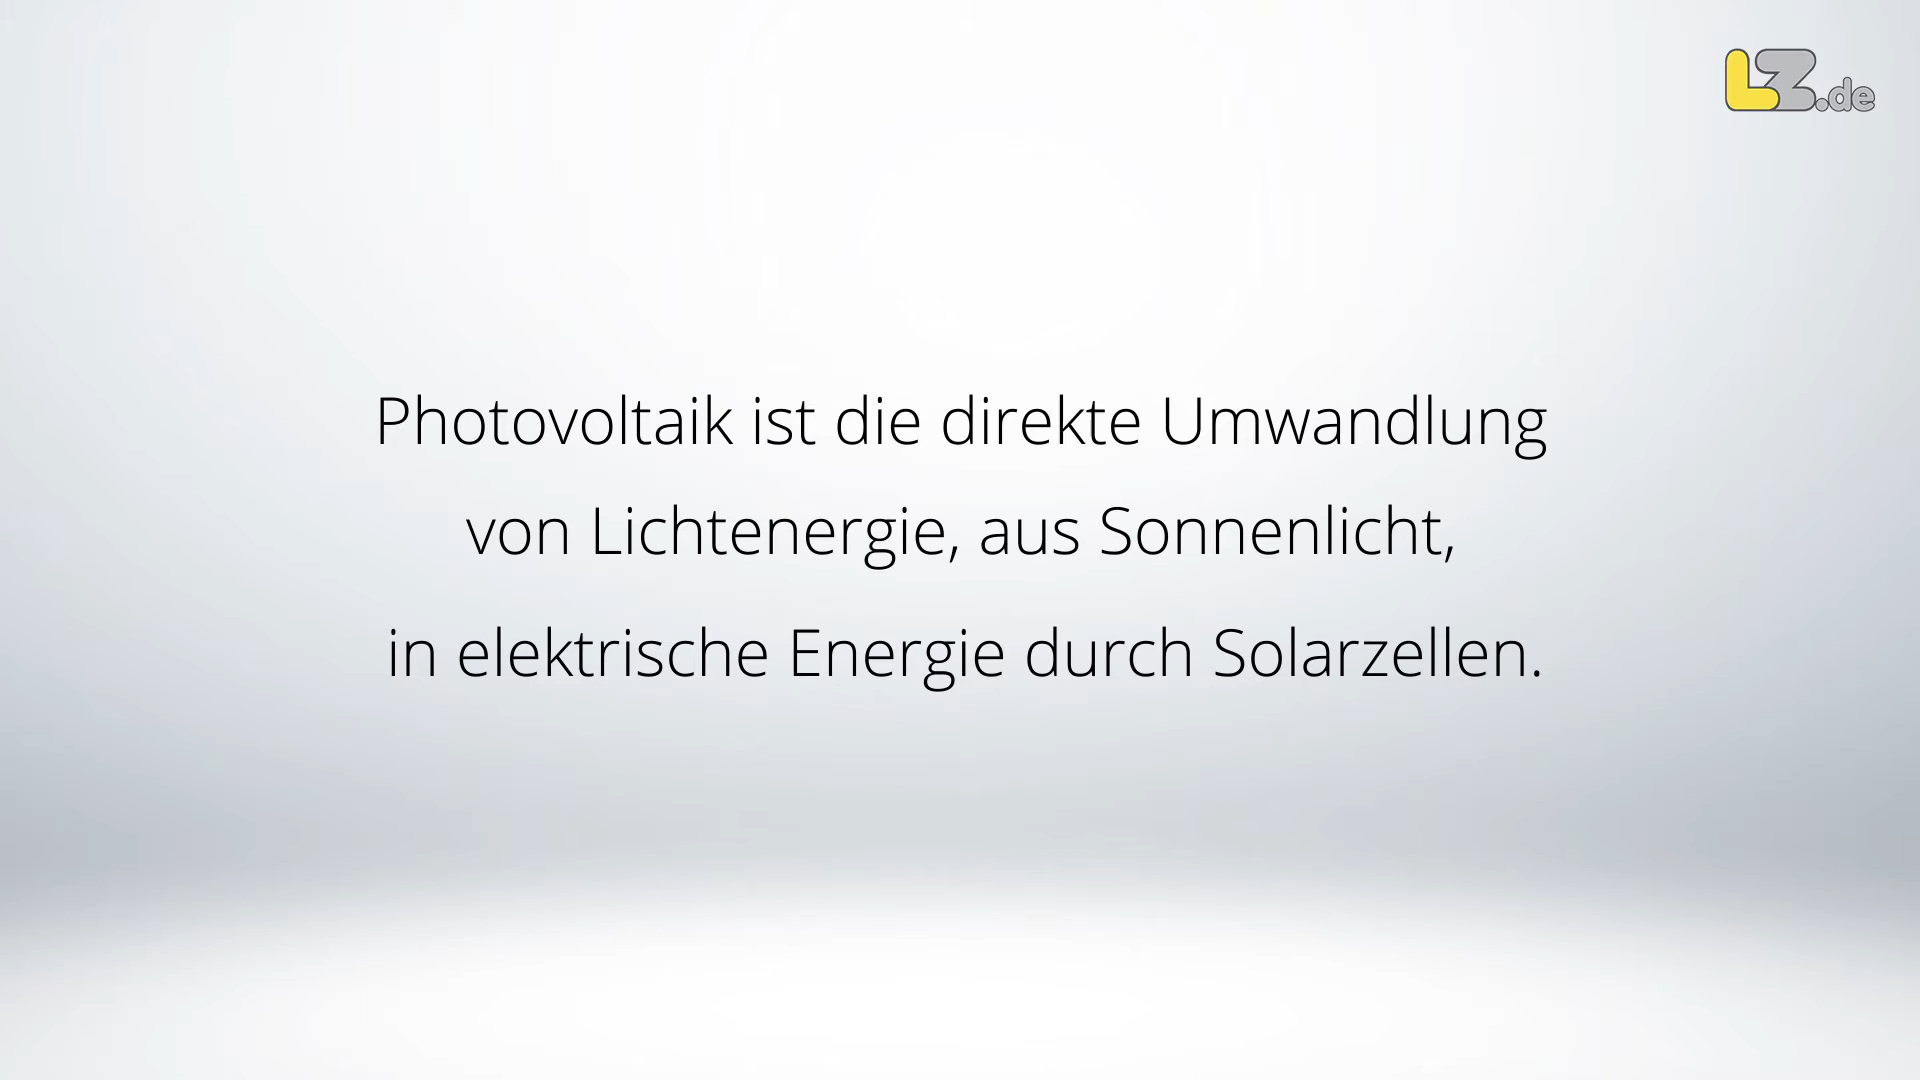 LZ.de
Photovoltaik ist die direkte Umwandlung
von Lichtenergie, aus Sonnenlicht,
in elektrische Energie durch Solarzellen.